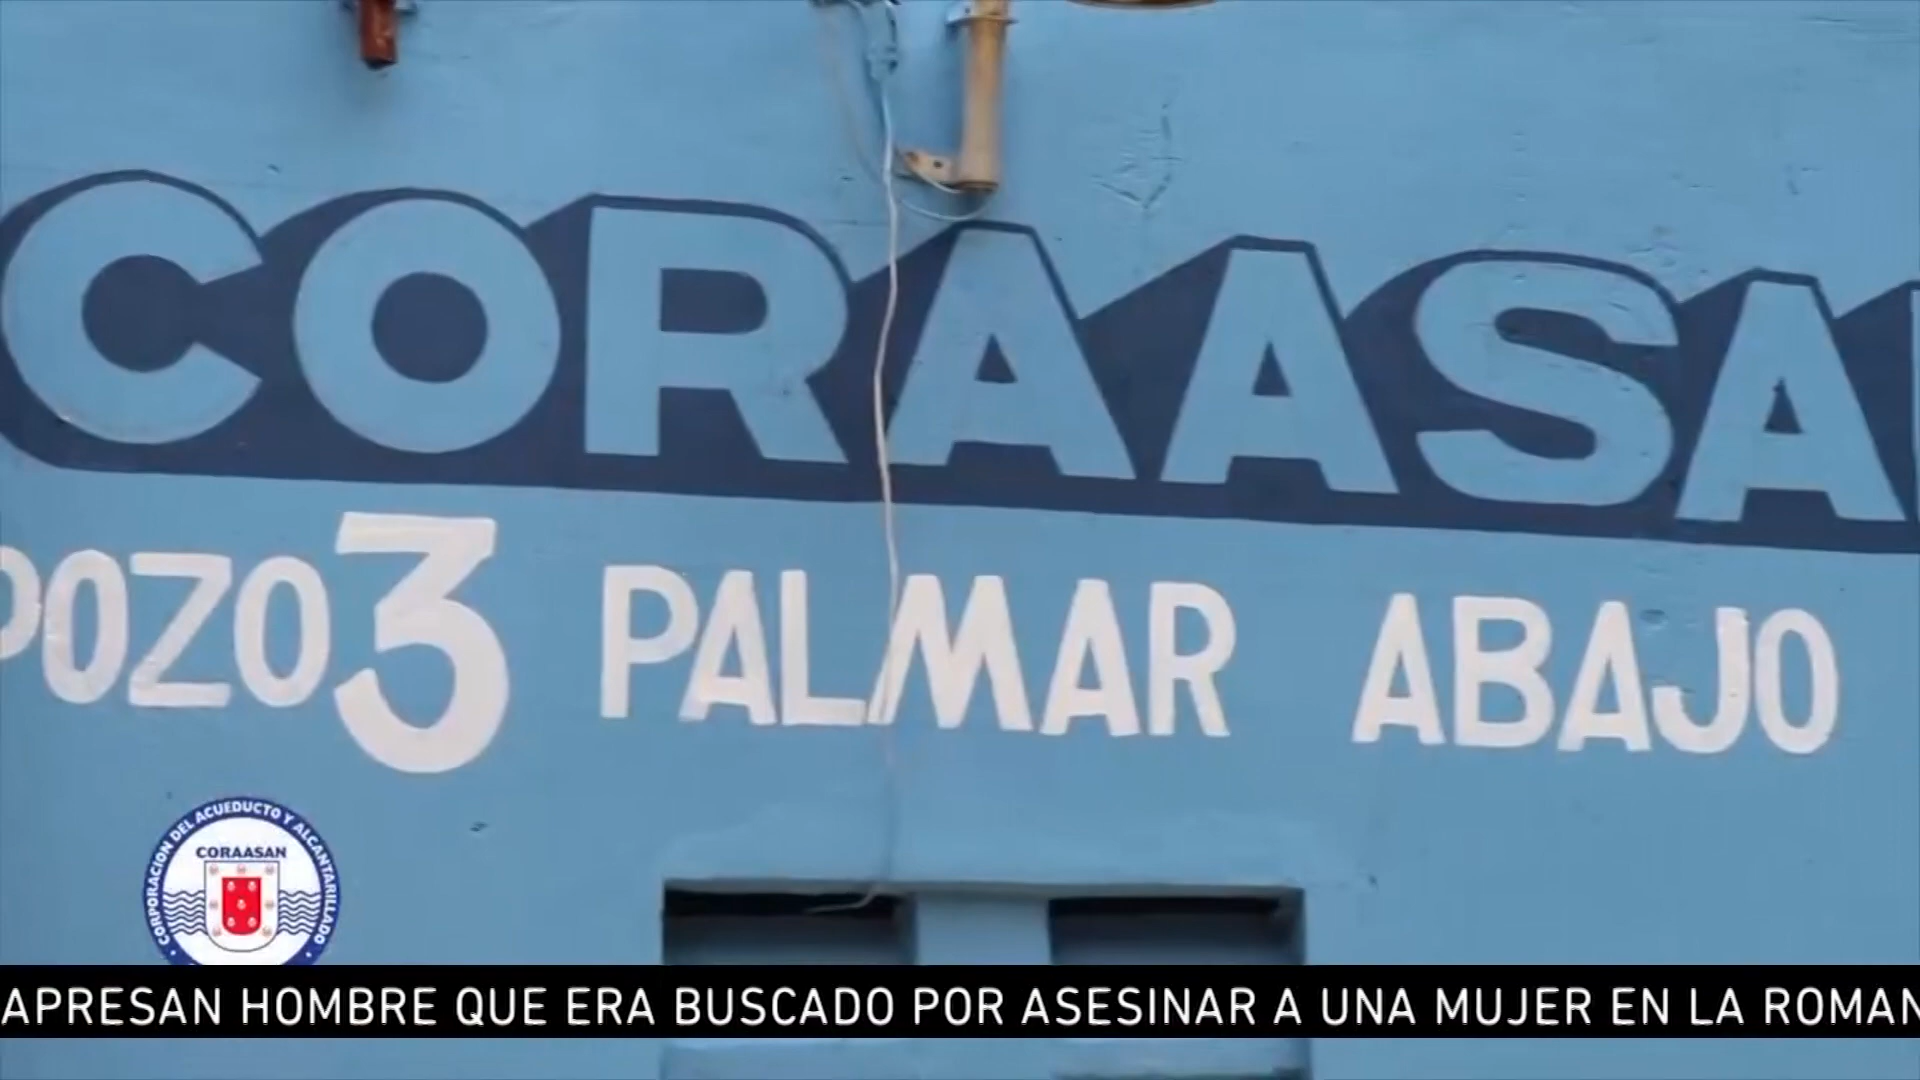 CORAASAN
POZO 3 PALMAR ABAJO
CORPORACION DEL ACUEDUCTO Y ALCANTARILLADO
CORAASAN
APRESAN HOMBRE QUE ERA BUSCADO POR ASESINAR A UNA MUJER EN LA ROMAN